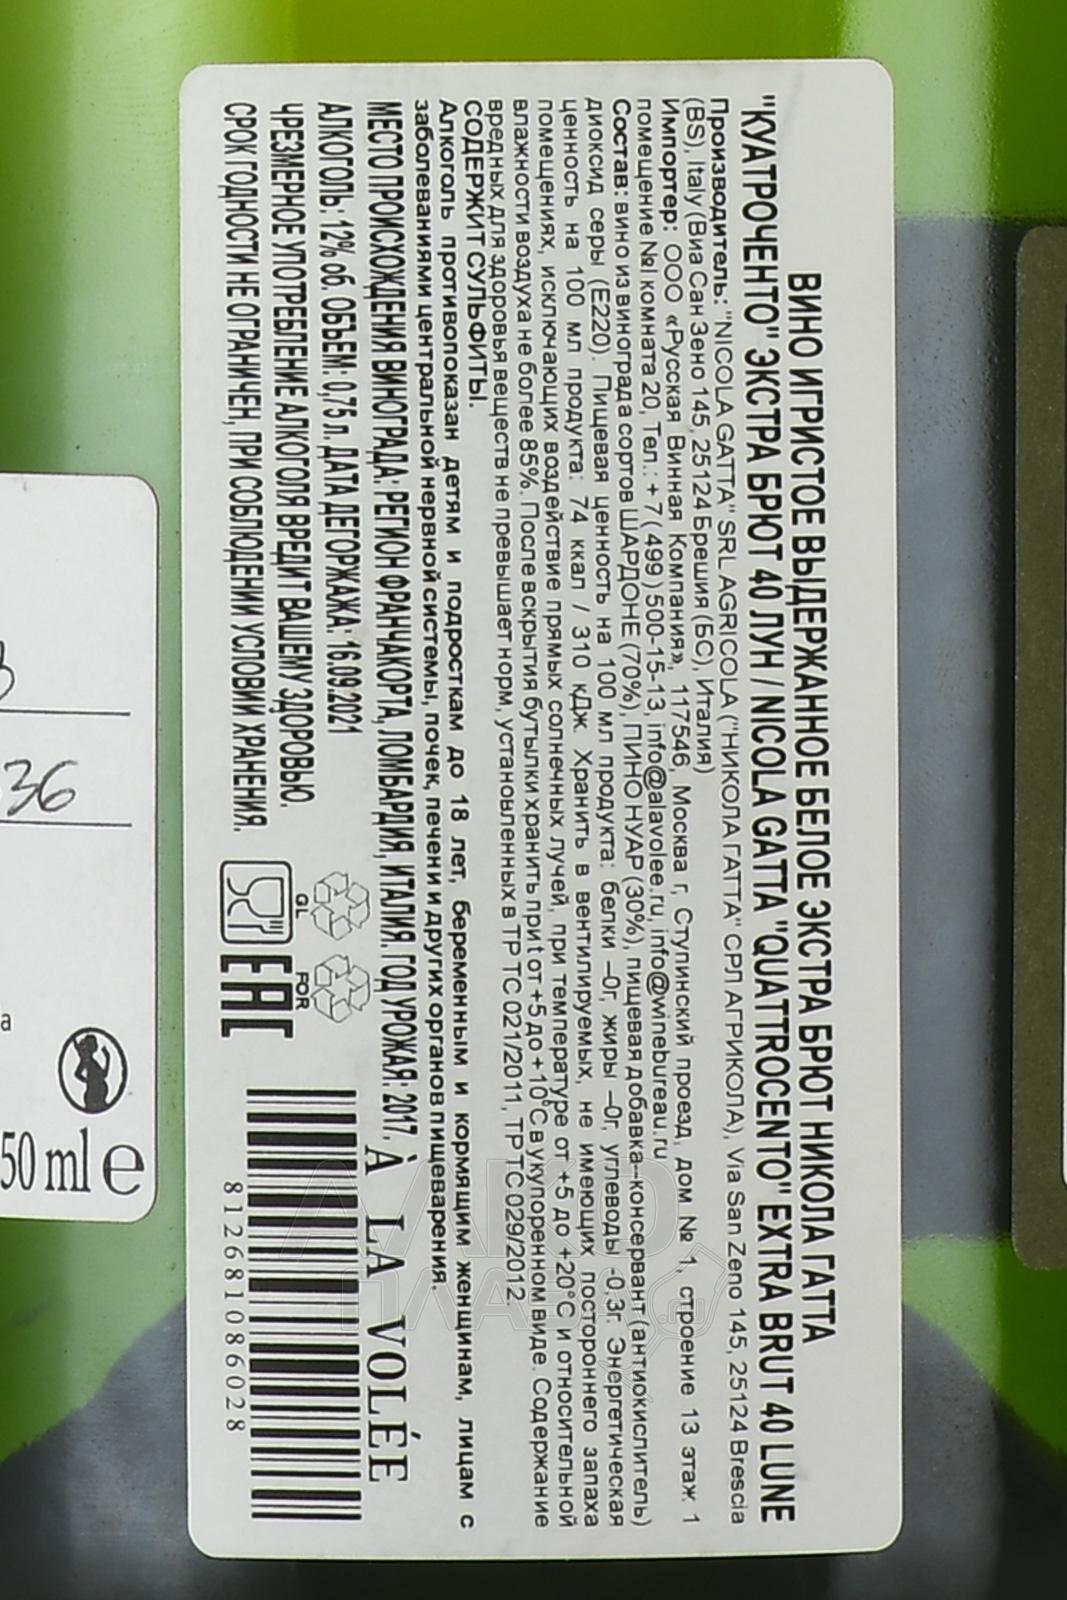 ВИНО ИГРИСТОЕ ВЫДЕРЖАННОЕ БЕЛОЕ ЭКСТРА БРЮТ НИКОЛА ГАТТА
"КУАТРОЧЕНТО" ЭКСТРА БРЮТ 40 ЛУН / NICOLA GATTA "QUATTROCENTO" EXTRA BRUT 40 LUNE
Производитель: "NICOLA GATTA" SRL AGRICOLA ("НИКОЛА ГАТТА" СРЛ АГРИКОЛА), Via San Zeno 145, 25124 Brescia
(BS), Italy (Виа Сан Зено 145, 25124 Брешия (БС), Италия)
Импортер: ООО «Русская Винная Компания», 117546, Москва г, Ступинский проезд, дом № 1, строение 13 этаж 1
помещение №I комната 20, Тел.: + 7 ( 499 ) 500-15-13, info@alavolee.ru, info@winebureau.ru
Состав: вино из винограда сортов ШАРДОНЕ (70%), ПИНО НУАР (30%), пищевая добавка–консервант (антиокислитель)
диоксид серы (Е220). Пищевая ценность на 100 мл продукта: белки –0г, жиры –0г, углеводы -0,3г. Энергетическая
ценность на 100 мл продукта: 74 ккал / 310 кДж. Хранить в вентилируемых, не имеющих постороннего запаха
помещениях, исключающих воздействие прямых солнечных лучей, при температуре от +5 до +20°С и относительной
влажности воздуха не более 85%. После вскрытия бутылки хранить при t от +5 до +10°С в укупоренном виде. Содержание
вредных для здоровья веществ не превышает норм, установленных в ТР ТС 021/2011, ТР ТС 029/2012.
СОДЕРЖИТ СУЛЬФИТЫ.
Алкоголь противопоказан детям и подросткам до 18 лет, беременным и кормящим женщинам, лицам с
заболеваниями центральной нервной системы, почек, печени и других органов пищеварения.
МЕСТО ПРОИСХОЖДЕНИЯ ВИНОГРАДА: РЕГИОН ФРАНЧАКОРТА, ЛОМБАРДИЯ, ИТАЛИЯ. ГОД УРОЖАЯ: 2017.
АЛКОГОЛЬ: 12% об. ОБЪЕМ: 0,75 л. ДАТА ДЕГОРЖАЖА: 16.09.2021
ЧРЕЗМЕРНОЕ УПОТРЕБЛЕНИЕ АЛКОГОЛЯ ВРЕДИТ ВАШЕМУ ЗДОРОВЬЮ.
СРОК ГОДНОСТИ НЕ ОГРАНИЧЕН, ПРИ СОБЛЮДЕНИИ УСЛОВИЙ ХРАНЕНИЯ.
GL
FOR
EAC
À LA VOLÉE
812681086028
АЛКО
ПЛАЗА
.ru
36
a
50 ml e